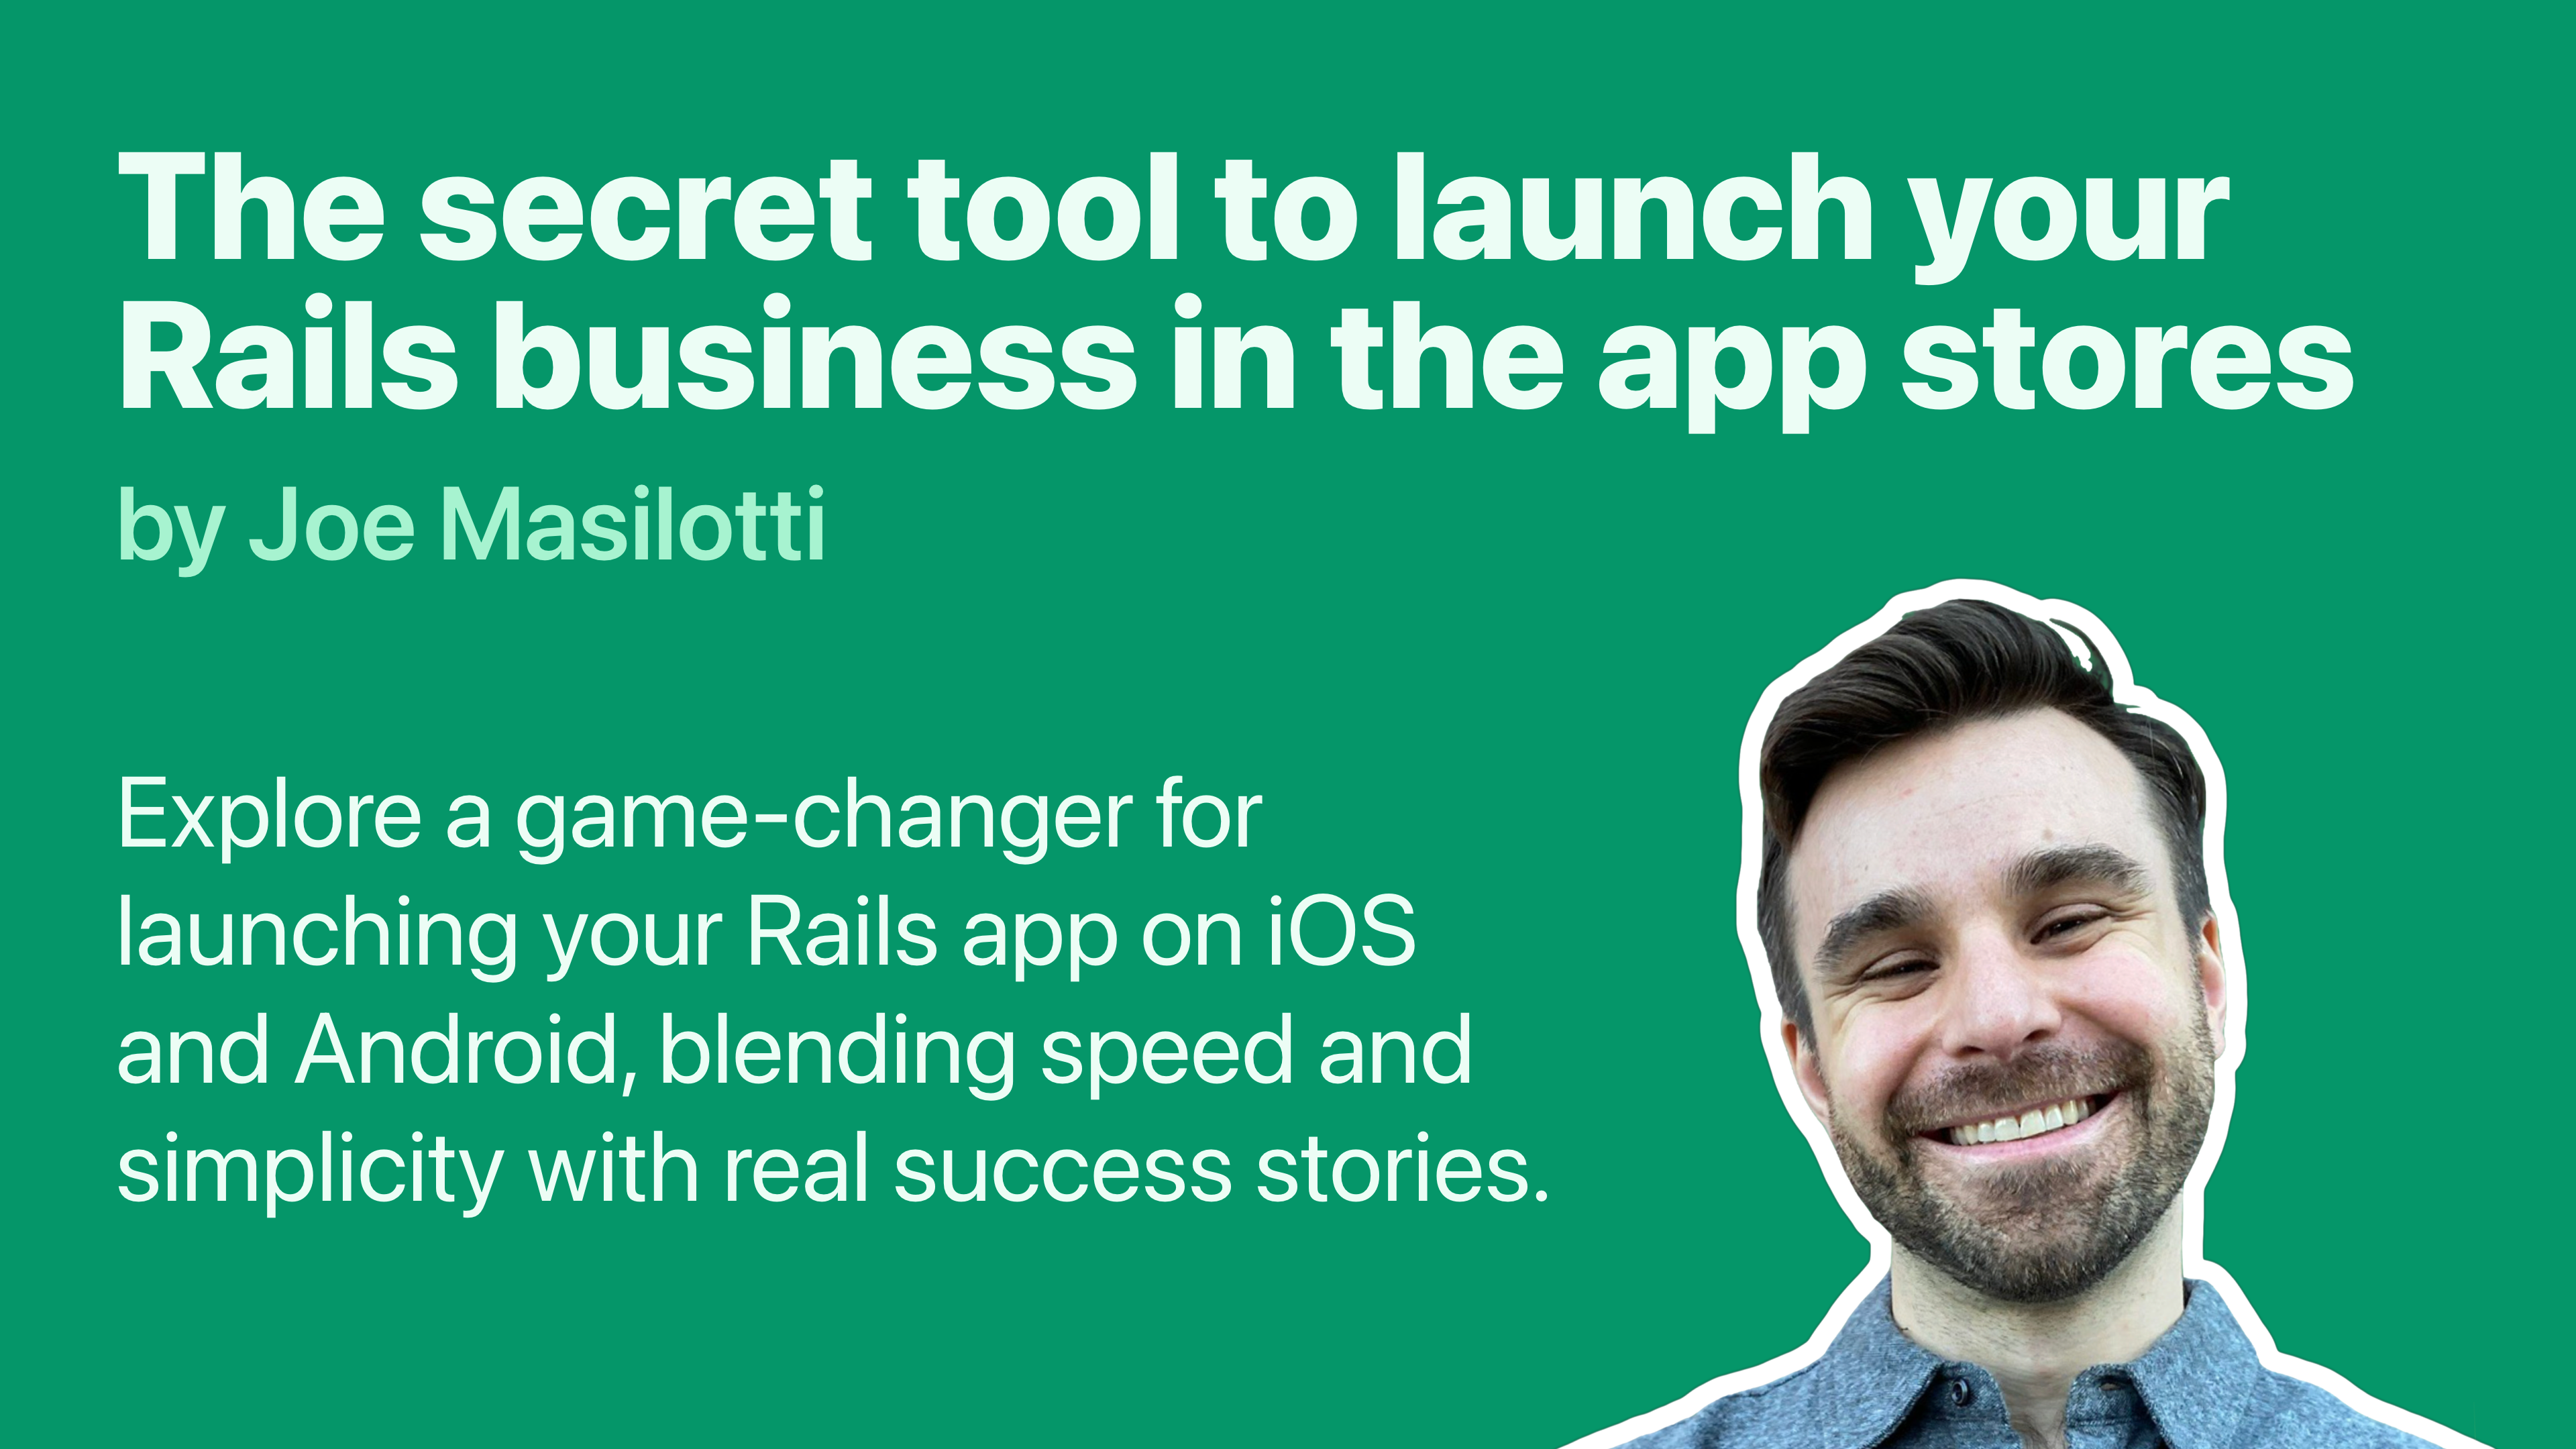 The secret tool to launch your
Rails business in the app stores
by Joe Masilotti
Explore a game-changer for
launching your Rails app on iOS
and Android, blending speed and
simplicity with real success stories.